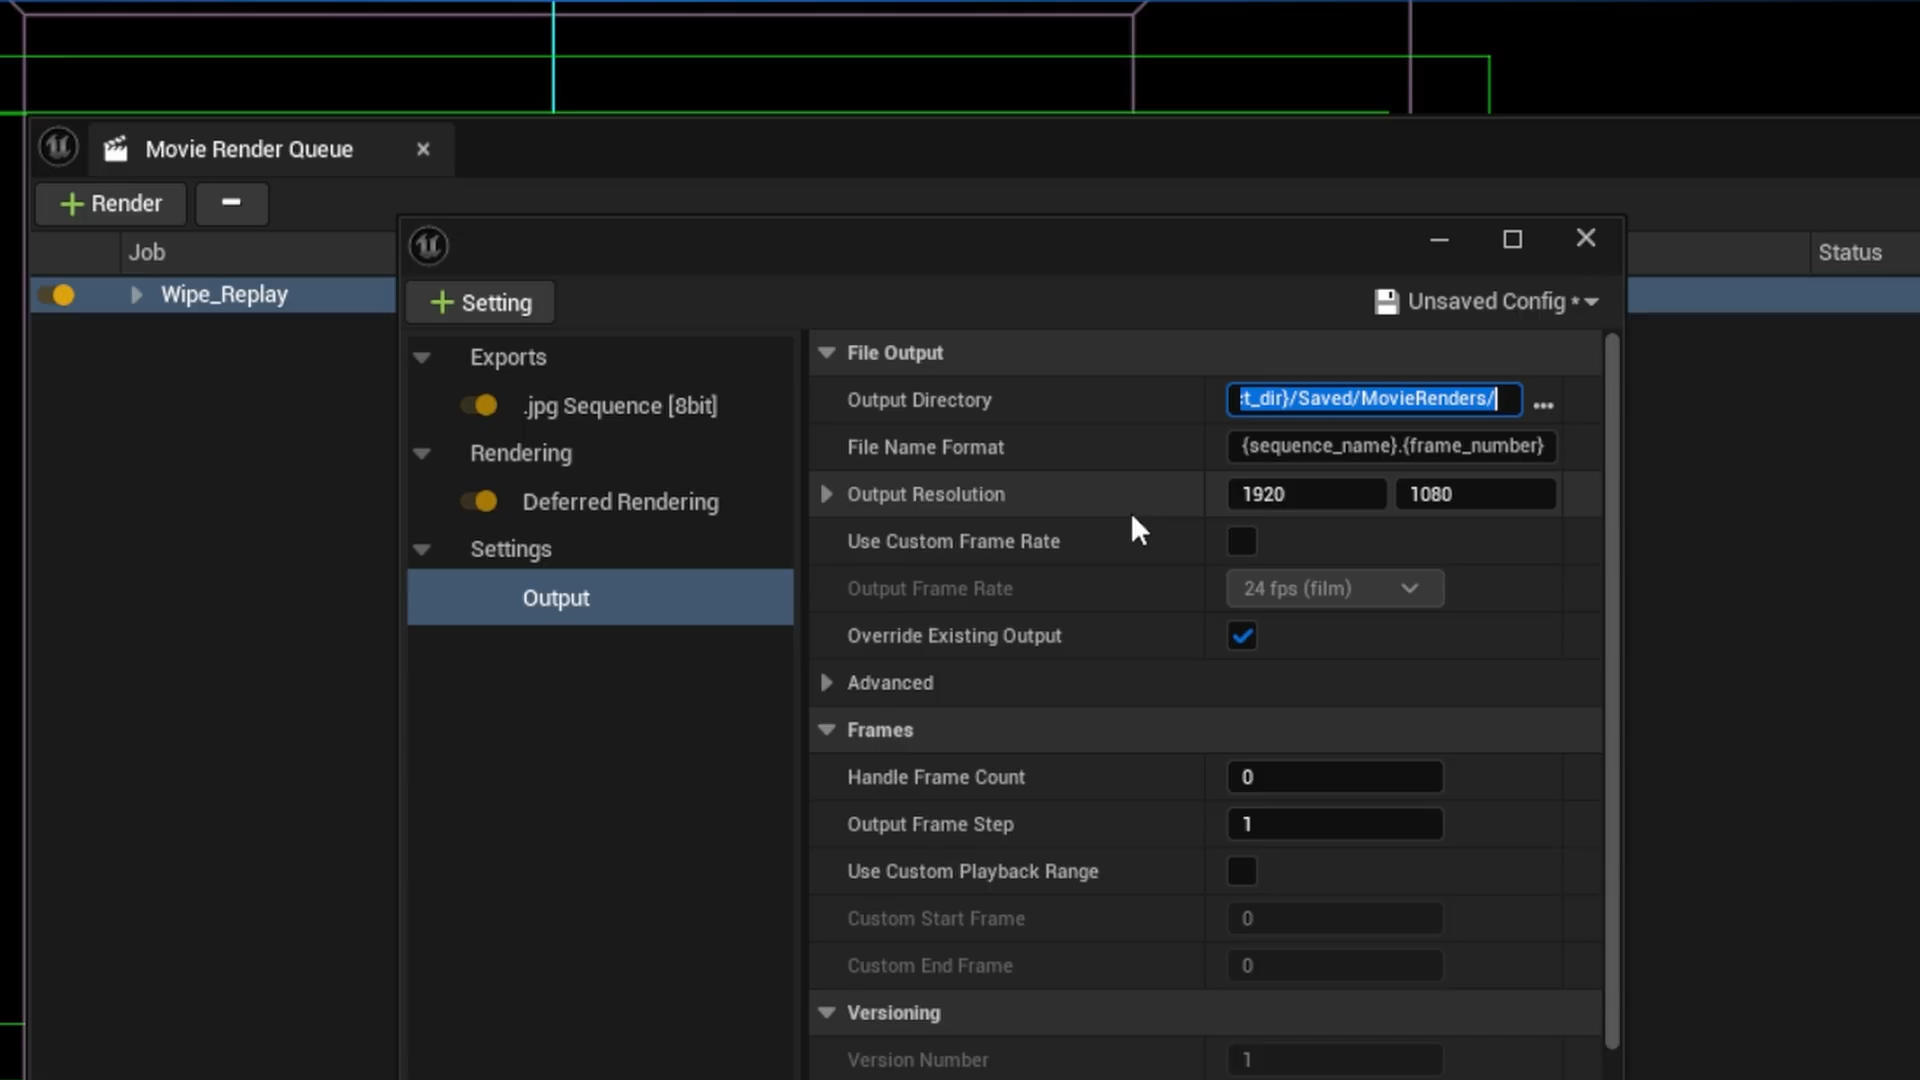 Movie Render Queue
Render
Job
Status
Wipe_Replay
Setting
Unsaved Config *
Exports
.jpg Sequence [8bit]
Rendering
Deferred Rendering
Settings
Output
File Output
Output Directory
t_dir}/Saved/MovieRenders/
File Name Format
{sequence_name}.{frame_number}
Output Resolution
1920
1080
Use Custom Frame Rate
Output Frame Rate
24 fps (film)
Override Existing Output
Advanced
Frames
Handle Frame Count
0
Output Frame Step
1
Use Custom Playback Range
Custom Start Frame
0
Custom End Frame
0
Versioning
Version Number
1